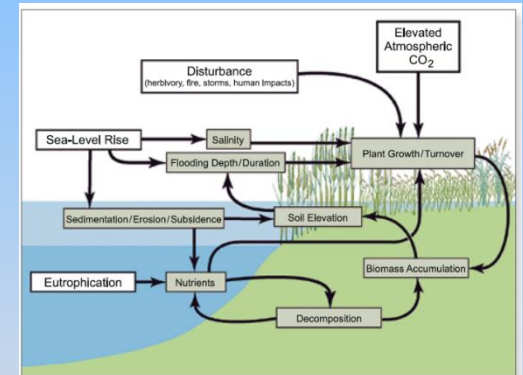 Elevated
Atmospheric
CO2
Disturbance
(herbivory, fire, storms, human impacts)
Sea-Level Rise
Salinity
Flooding Depth/Duration
Plant Growth/Turnover
Sedimentation/Erosion/Subsidence
Soil Elevation
Biomass Accumulation
Eutrophication
Nutrients
Decomposition